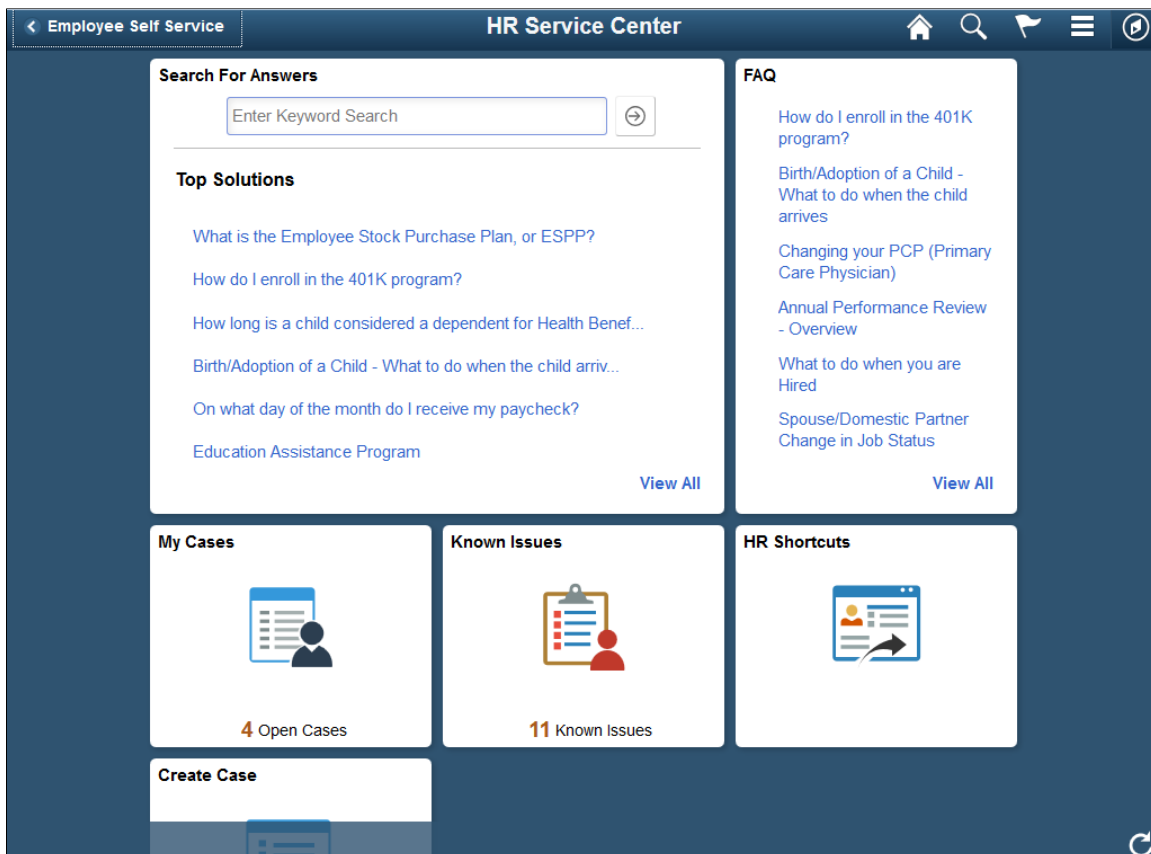 Employee Self Service
HR Service Center
Search For Answers
Enter Keyword Search
Top Solutions
What is the Employee Stock Purchase Plan, or ESPP?
How do I enroll in the 401K program?
How long is a child considered a dependent for Health Benef...
Birth/Adoption of a Child - What to do when the child arriv...
On what day of the month do I receive my paycheck?
Education Assistance Program
View All
FAQ
How do I enroll in the 401K
program?
Birth/Adoption of a Child -
What to do when the child
arrives
Changing your PCP (Primary
Care Physician)
Annual Performance Review
- Overview
What to do when you are
Hired
Spouse/Domestic Partner
Change in Job Status
View All
My Cases
4 Open Cases
Known Issues
11 Known Issues
HR Shortcuts
Create Case